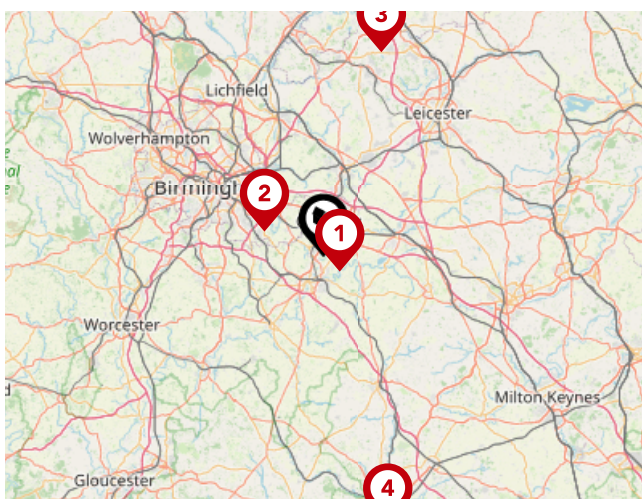 3
Lichfield
Leicester
Wolverhampton
Birmingh
2
1
Worcester
Milton Keynes
Gloucester
4